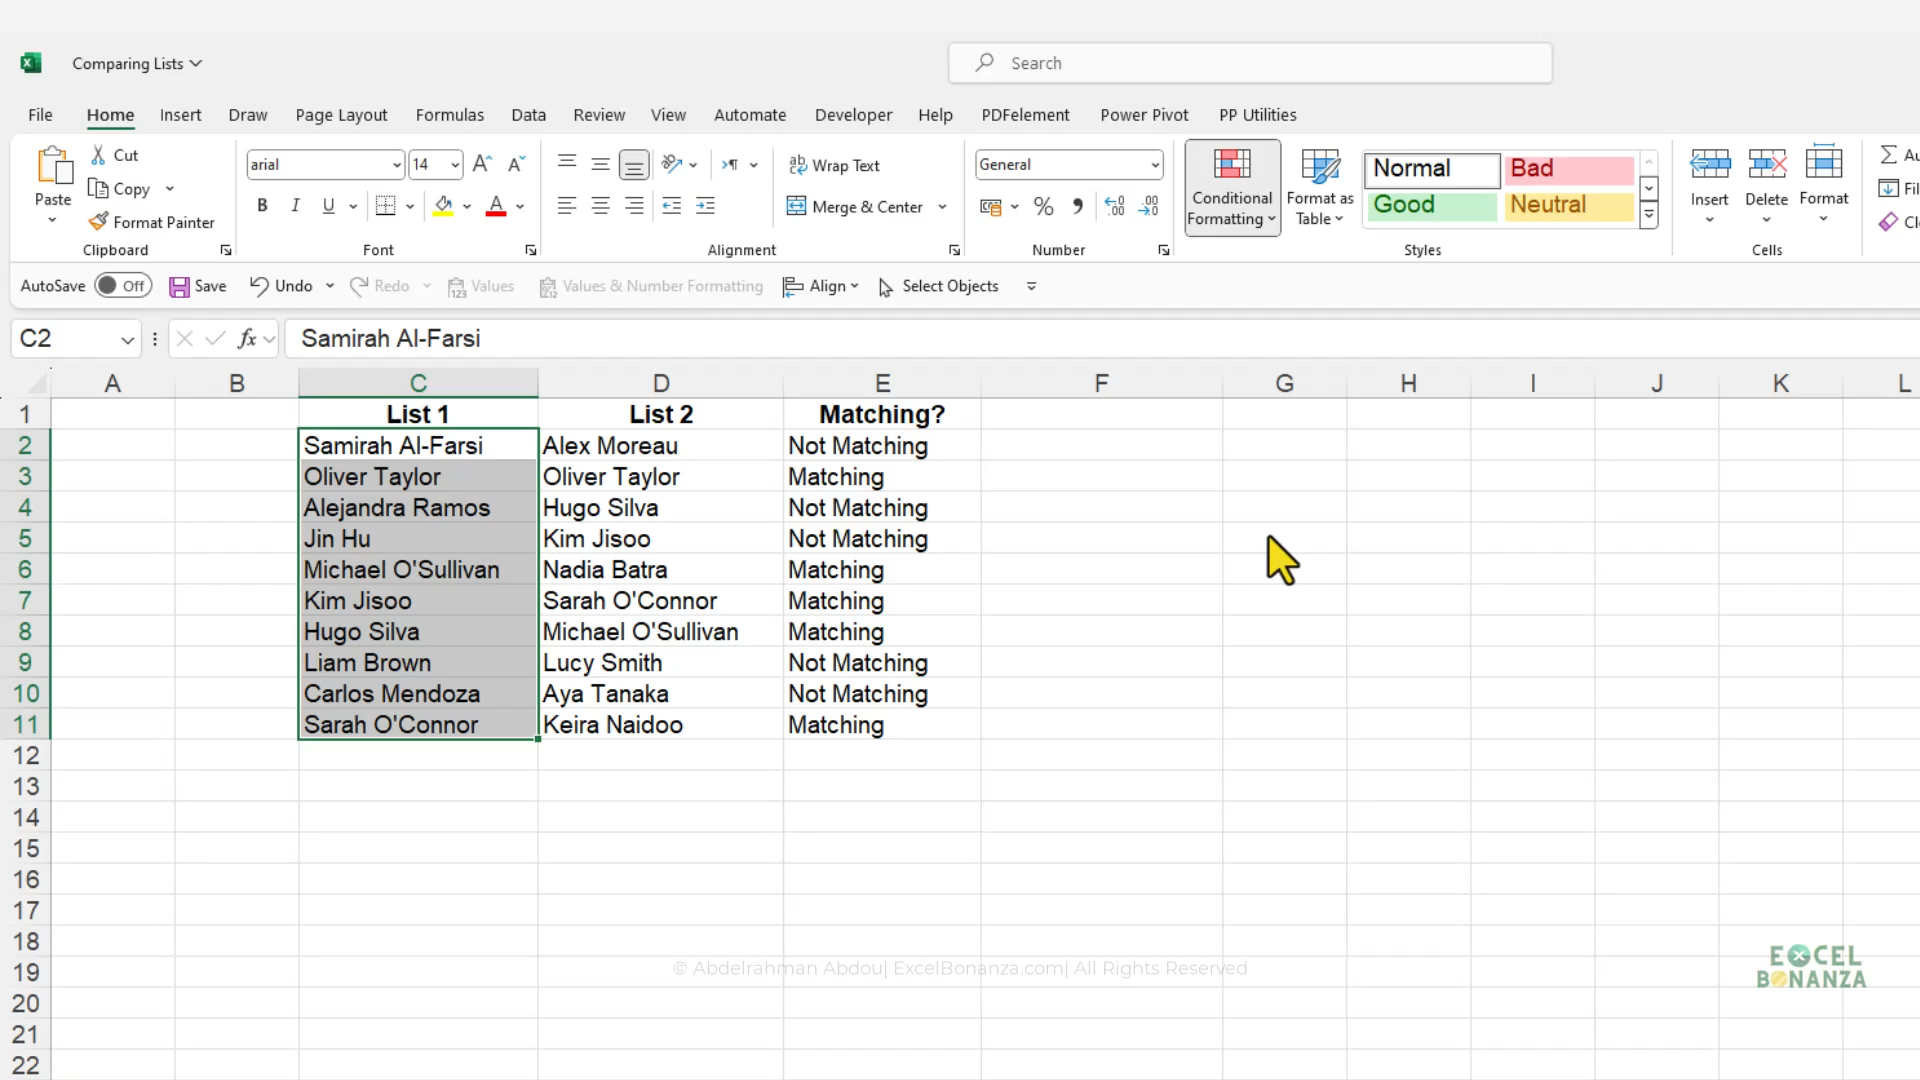 Comparing Lists
Search
File Home Insert Draw Page Layout Formulas Data Review View Automate Developer Help PDFelement Power Pivot PP Utilities
Paste
Cut
Copy
Format Painter
Clipboard
arial 14
B I U A
Font
Wrap Text
Merge & Center
Alignment
General
Number
Conditional Formatting
Format as Table
Normal Bad
Good Neutral
Styles
Insert Delete Format
Cells
AutoSave Off Save Undo Redo Values Values & Number Formatting Align Select Objects
C2 fx Samirah Al-Farsi
A B C D E F G H I J K L
1 List 1 List 2 Matching?
2 Samirah Al-Farsi Alex Moreau Not Matching
3 Oliver Taylor Oliver Taylor Matching
4 Alejandra Ramos Hugo Silva Not Matching
5 Jin Hu Kim Jisoo Not Matching
6 Michael O'Sullivan Nadia Batra Matching
7 Kim Jisoo Sarah O'Connor Matching
8 Hugo Silva Michael O'Sullivan Matching
9 Liam Brown Lucy Smith Not Matching
10 Carlos Mendoza Aya Tanaka Not Matching
11 Sarah O'Connor Keira Naidoo Matching
12
13
14
15
16
17
18
19
20
21
22
© Abdelrahman Abdou| ExcelBonanza.com| All Rights Reserved
EXCEL
BONANZA